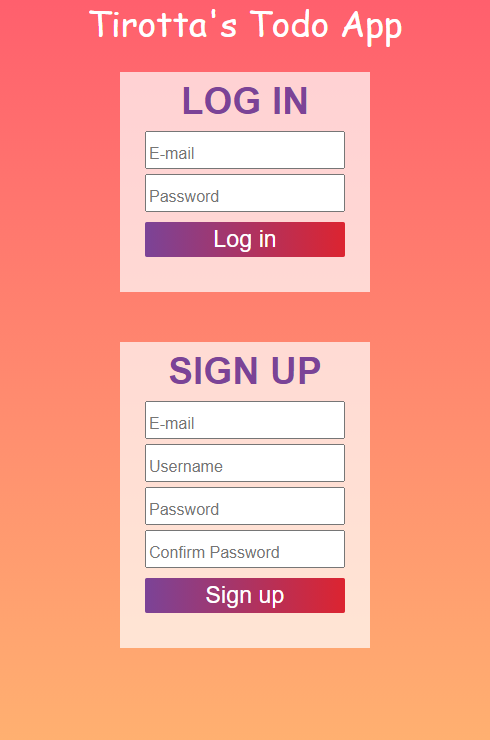 Tirotta's Todo App
LOG IN
E-mail
Password
Log in
SIGN UP
E-mail
Username
Password
Confirm Password
Sign up